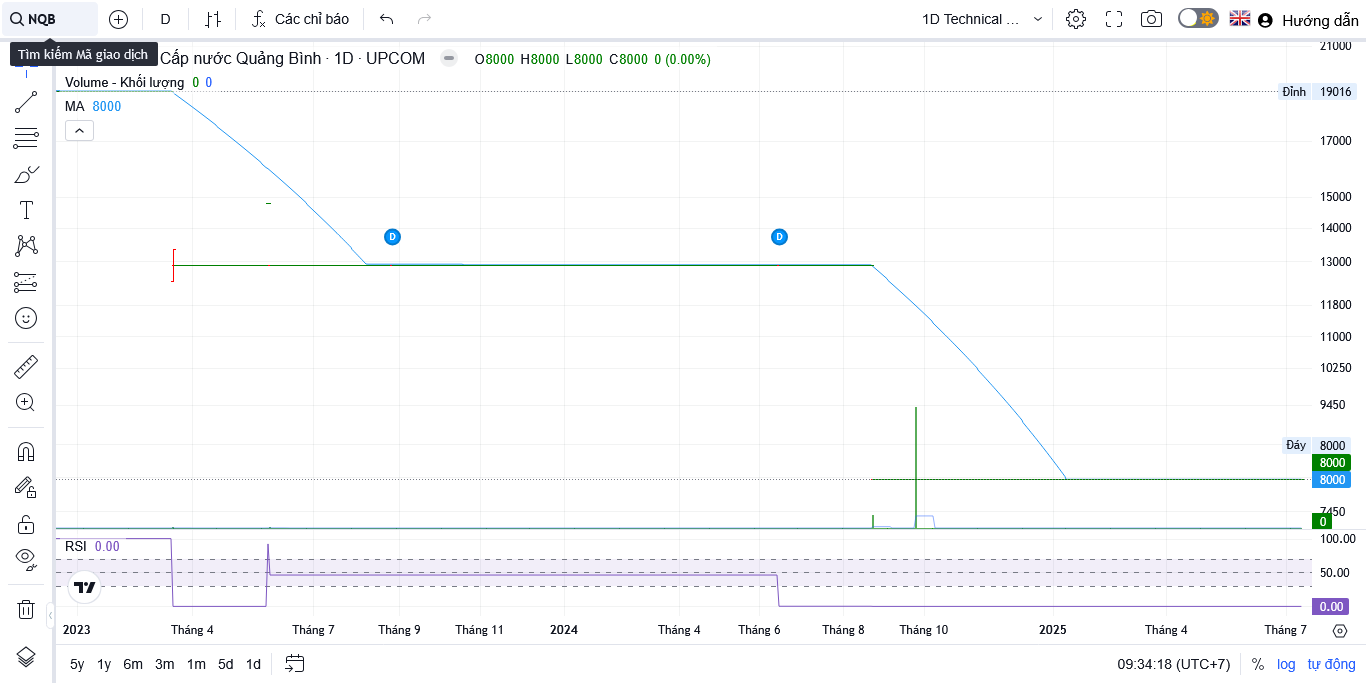 NQB
D
Các chỉ báo
1D Technical ...
Hướng dẫn
Tìm kiếm Mã giao dịch
Cấp nước Quảng Bình · 1D · UPCOM
O8000 H8000 L8000 C8000 0 (0.00%)
Volume - Khối lượng 0 0
MA 8000
21000
Đỉnh 19016
17000
15000
14000
D
D
13000
11800
11000
10250
9450
Đáy 8000
8000
8000
7450
0
RSI 0.00
100.00
50.00
0.00
2023 Tháng 4 Tháng 7 Tháng 9 Tháng 11 2024 Tháng 4 Tháng 6 Tháng 8 Tháng 10 2025 Tháng 4 Tháng 7
5y 1y 6m 3m 1m 5d 1d
09:34:18 (UTC+7) % log tự động